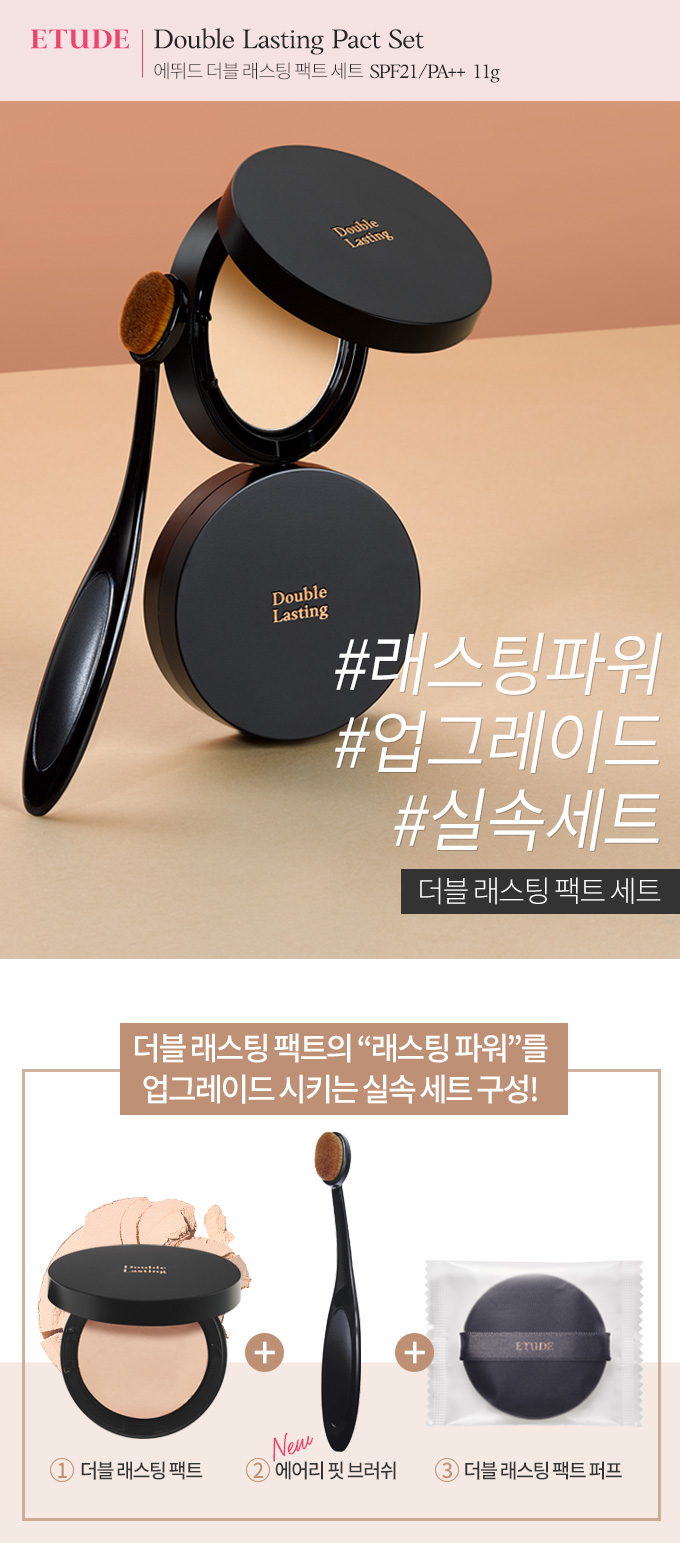 ETUDE
Double Lasting Pact Set
에뛰드 더블 래스팅 팩트 세트 SPF21/PA++ 11g
Double
Lasting
Double
Lasting
#래스팅파워
#업그레이드
#실속세트
더블 래스팅 팩트 세트
더블 래스팅 팩트의 “래스팅 파워”를
업그레이드 시키는 실속 세트 구성!
Double
Lasting
ETUDE
New
① 더블 래스팅 팩트
② 에어리 핏 브러쉬
③ 더블 래스팅 팩트 퍼프